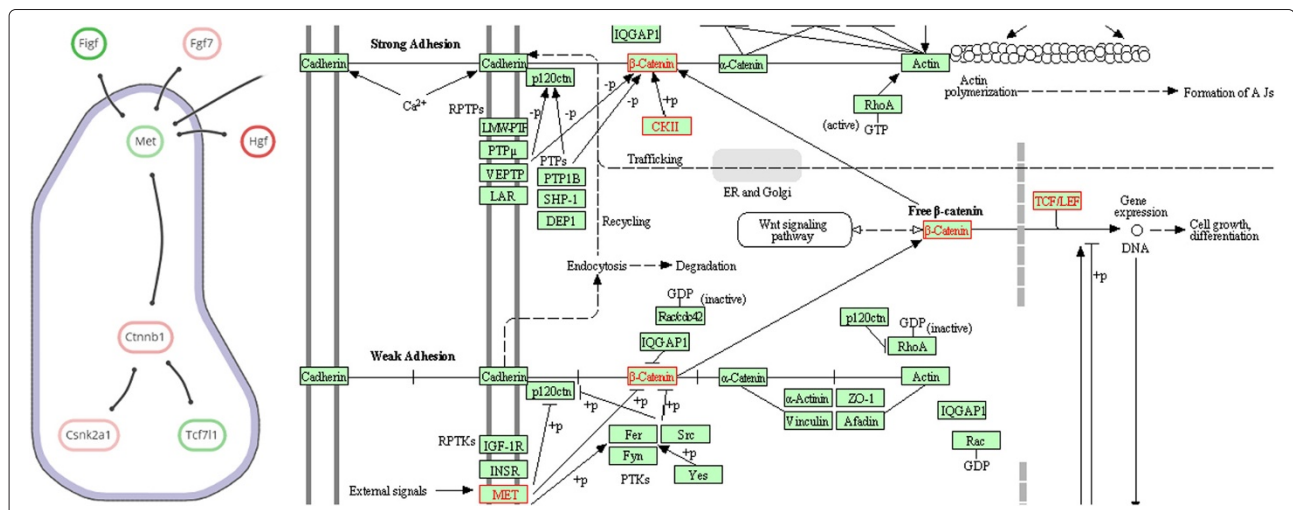 Figf
Fgf7
Met
Hgf
Ctnnb1
Csnk2a1
Tcf7l1
IQGAP1
Strong Adhesion
Cadherin
Cadherin
β-Catenin
α-Catenin
Actin
p120ctn
Ca2+
RPTPs
-p
-p
-p
-p
+p
LMW-PTP
CKII
PTPμ
PTPs
VEPTP
PTP1B
LAR
SHP-1
DEP1
RhoA
(active)
GTP
Actin
polymerization
Formation of A Js
Trafficking
ER and Golgi
Recycling
Wnt signaling
pathway
Free β-catenin
β-Catenin
TCF/LEF
Gene
expression
DNA
Cell growth,
differentiation
+p
Endocytosis
Degradation
GDP
(inactive)
Rac/cdc42
IQGAP1
p120ctn
GDP
(inactive)
RhoA
Weak Adhesion
Cadherin
Cadherin
β-Catenin
α-Catenin
Actin
p120ctn
+p
+p
+p
α-Actinin
ZO-1
Vinculin
Afadin
IQGAP1
Rac
GDP
RPTKs
IGF-1R
INSR
MET
External signals
+p
+p
Fer
Src
Fyn
+p
PTKs
Yes